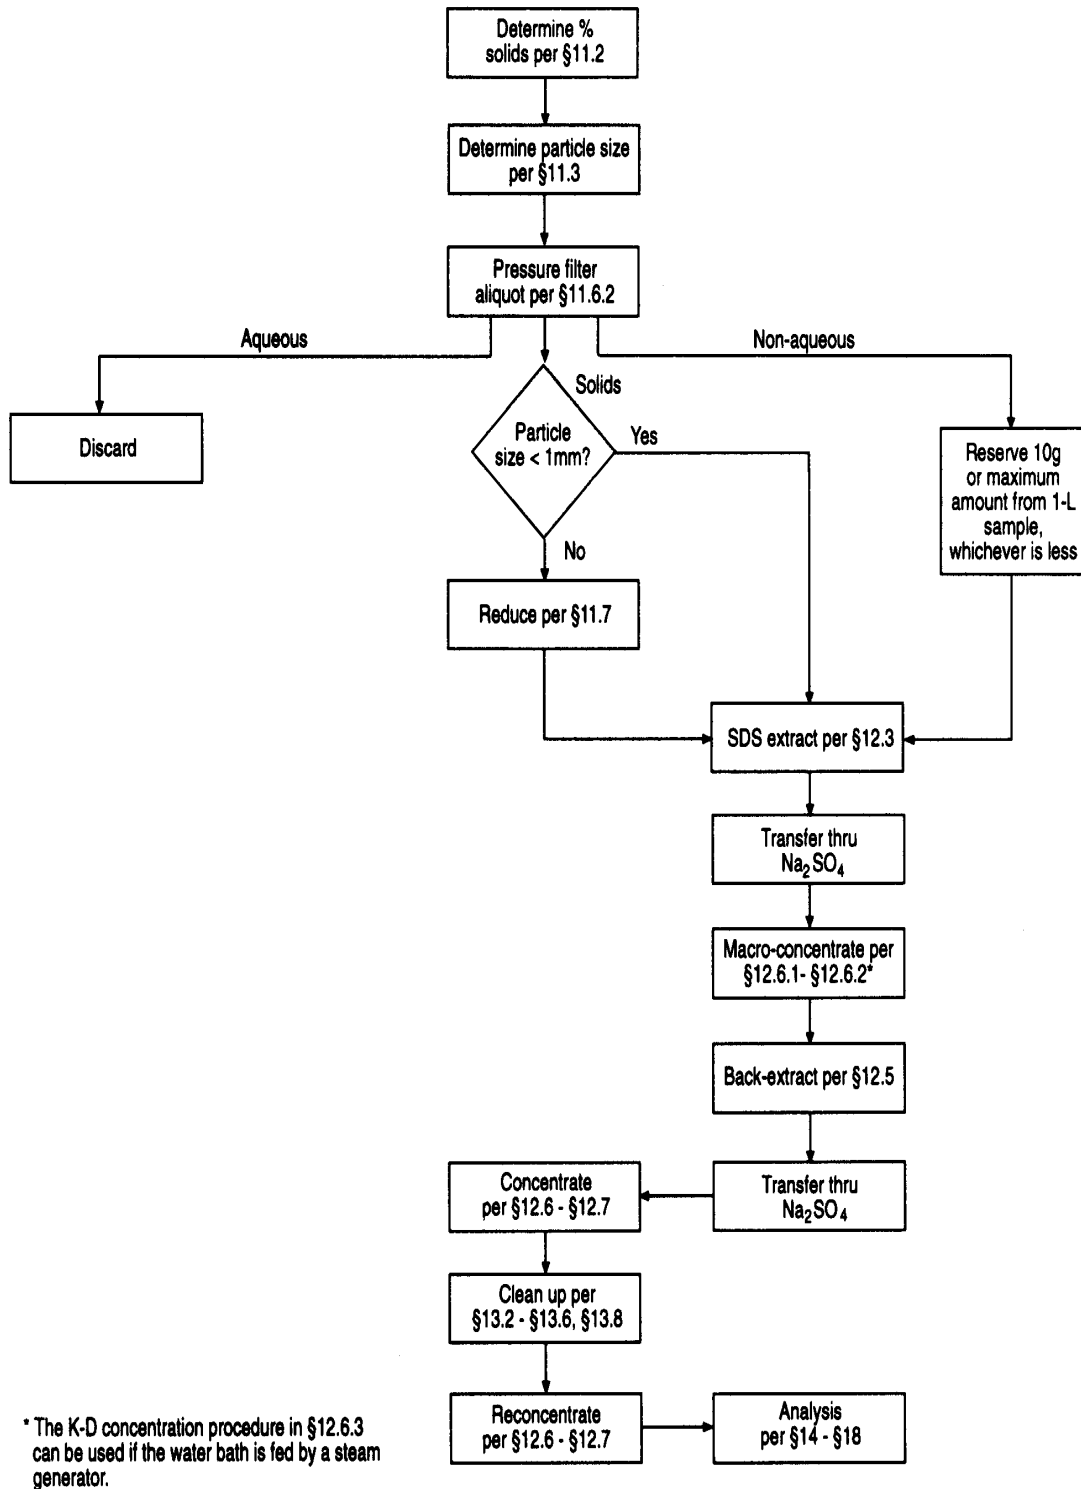 Determine %
solids per §11.2
Determine particle size
per §11.3
Pressure filter
aliquot per §11.6.2
Aqueous
Non-aqueous
Solids
Discard
Particle
size < 1mm?
Yes
Reserve 10g
or maximum
amount from 1-L
sample,
whichever is less
No
Reduce per §11.7
SDS extract per §12.3
Transfer thru
Na₂SO₄
Macro-concentrate per
§12.6.1- §12.6.2*
Back-extract per §12.5
Transfer thru
Na₂SO₄
Concentrate
per §12.6 - §12.7
Clean up per
§13.2 - §13.6, §13.8
Reconcentrate
per §12.6 - §12.7
Analysis
per §14 - §18
* The K-D concentration procedure in §12.6.3
can be used if the water bath is fed by a steam
generator.